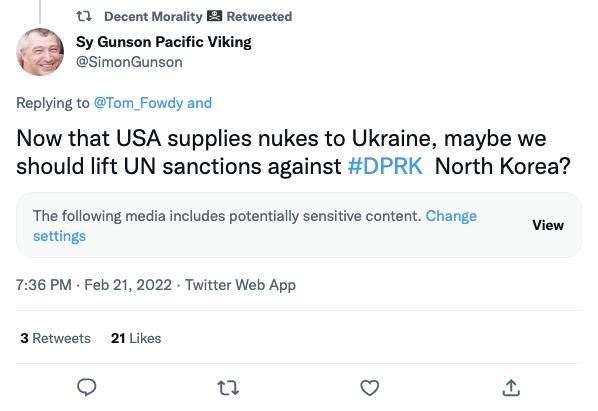 Decent Morality 🏴‍☠️ Retweeted
Sy Gunson Pacific Viking
@SimonGunson
Replying to @Tom_Fowdy and
Now that USA supplies nukes to Ukraine, maybe we
should lift UN sanctions against #DPRK North Korea?
The following media includes potentially sensitive content. Change
settings
View
7:36 PM · Feb 21, 2022 · Twitter Web App
3 Retweets 21 Likes